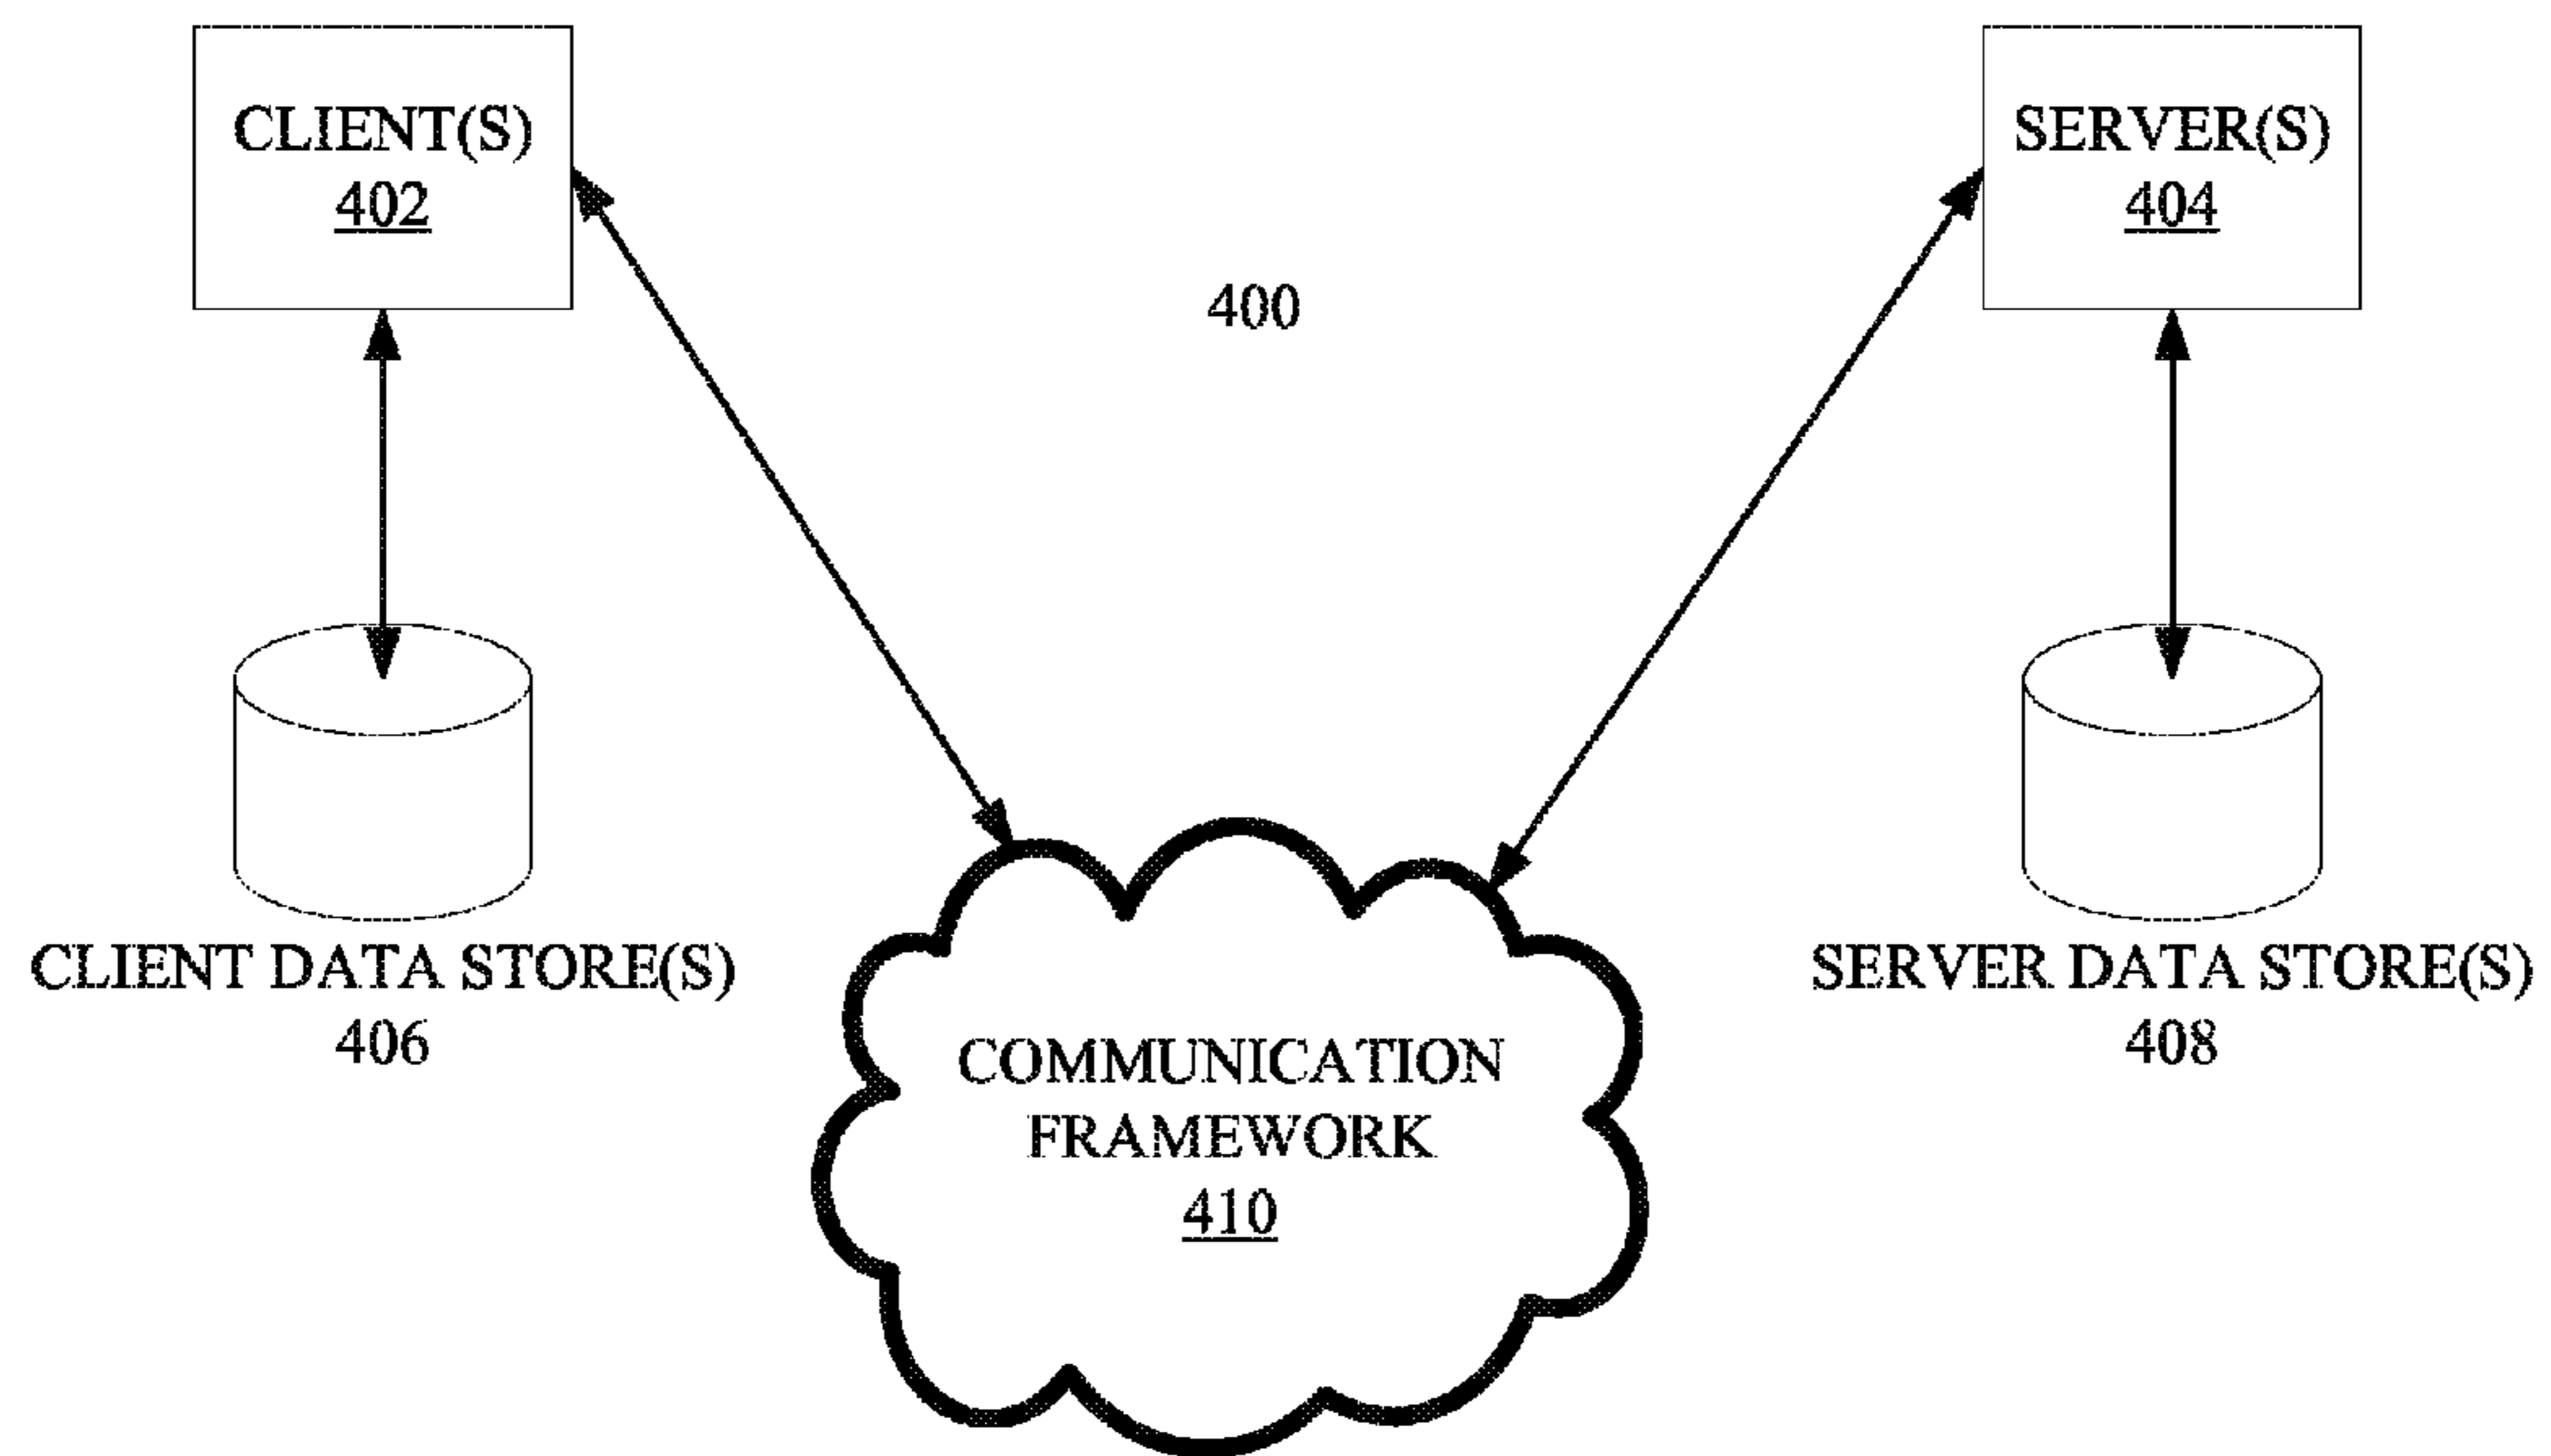 CLIENT(S)
402
SERVER(S)
404
400
CLIENT DATA STORE(S)
406
SERVER DATA STORE(S)
408
COMMUNICATION
FRAMEWORK
410